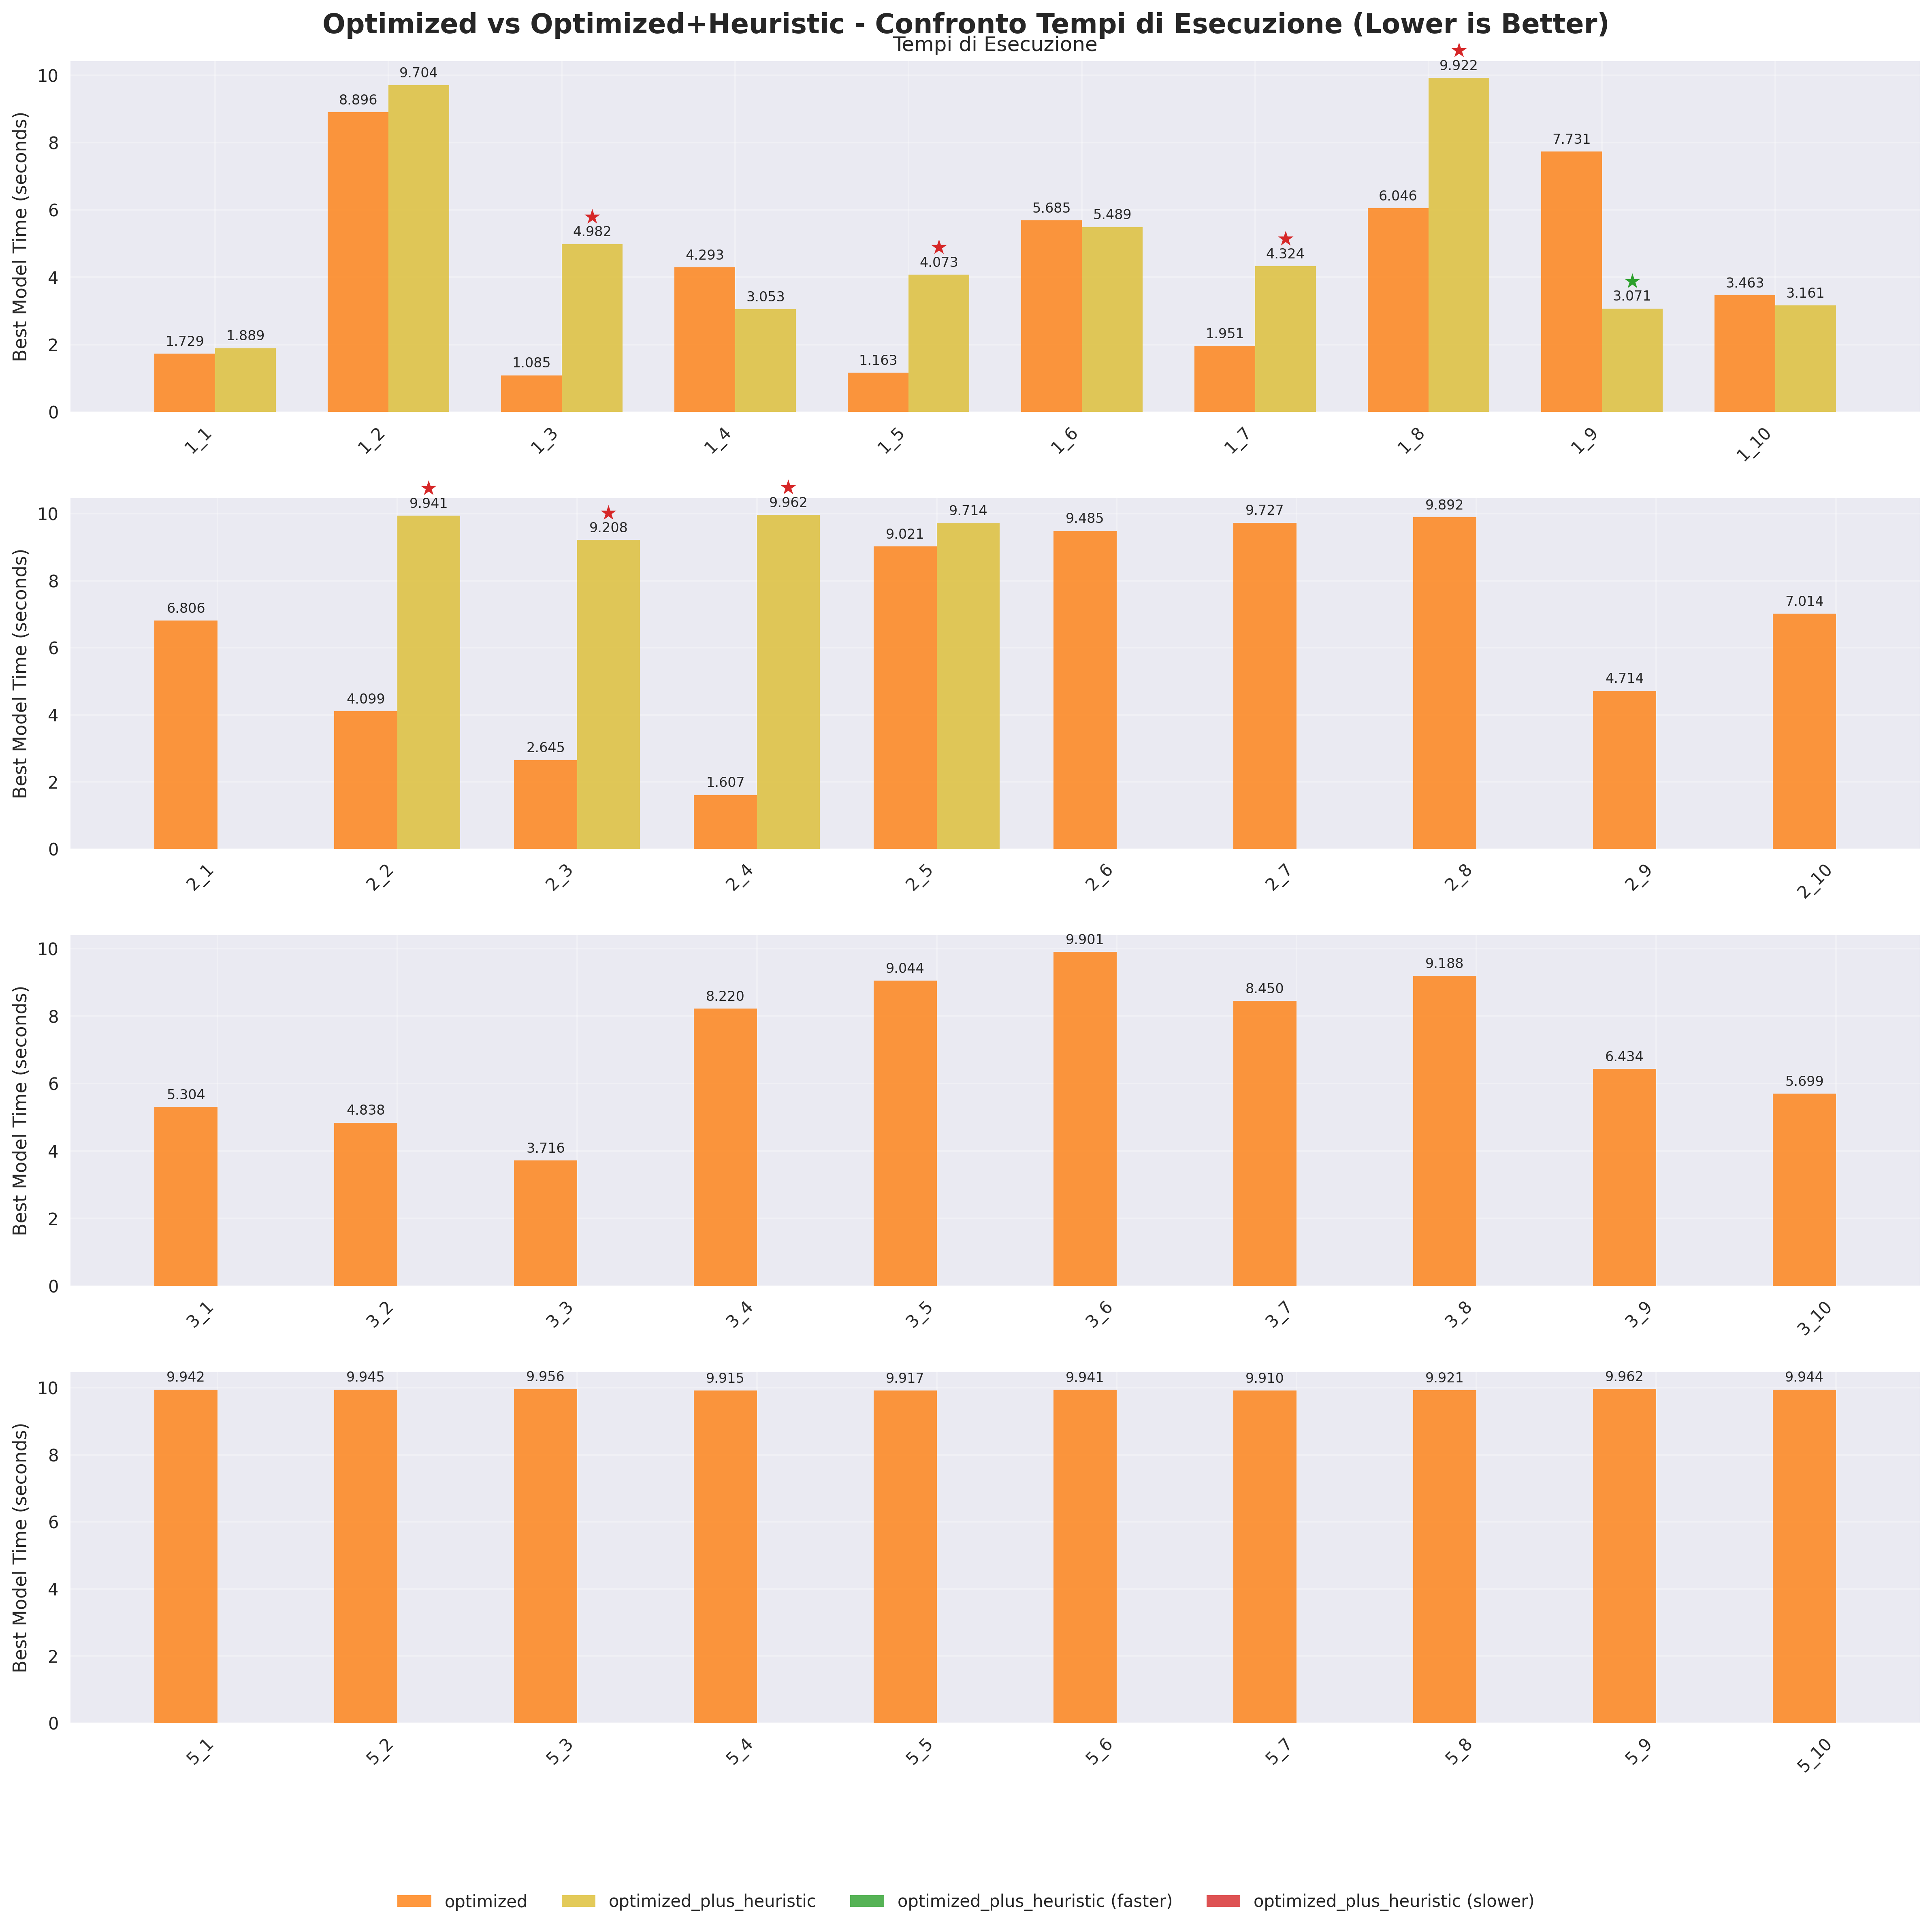 Optimized vs Optimized+Heuristic - Confronto Tempi di Esecuzione (Lower is Better)
Tempi di Esecuzione
Best Model Time (seconds)
10
8
6
4
2
0
1.729 1.889 8.896 9.704 1.085 4.982 4.293 3.053 1.163 4.073 5.685 5.489 1.951 4.324 6.046 9.922 7.731 3.071 3.463 3.161
1_1 1_2 1_3 1_4 1_5 1_6 1_7 1_8 1_9 1_10
Best Model Time (seconds)
10
8
6
4
2
0
6.806 4.099 9.941 2.645 9.208 1.607 9.962 9.021 9.714 9.485 9.727 9.892 4.714 7.014
2_1 2_2 2_3 2_4 2_5 2_6 2_7 2_8 2_9 2_10
Best Model Time (seconds)
10
8
6
4
2
0
5.304 4.838 3.716 8.220 9.044 9.901 8.450 9.188 6.434 5.699
3_1 3_2 3_3 3_4 3_5 3_6 3_7 3_8 3_9 3_10
Best Model Time (seconds)
10
8
6
4
2
0
9.942 9.945 9.956 9.915 9.917 9.941 9.910 9.921 9.962 9.944
5_1 5_2 5_3 5_4 5_5 5_6 5_7 5_8 5_9 5_10
optimized optimized_plus_heuristic optimized_plus_heuristic (faster) optimized_plus_heuristic (slower)